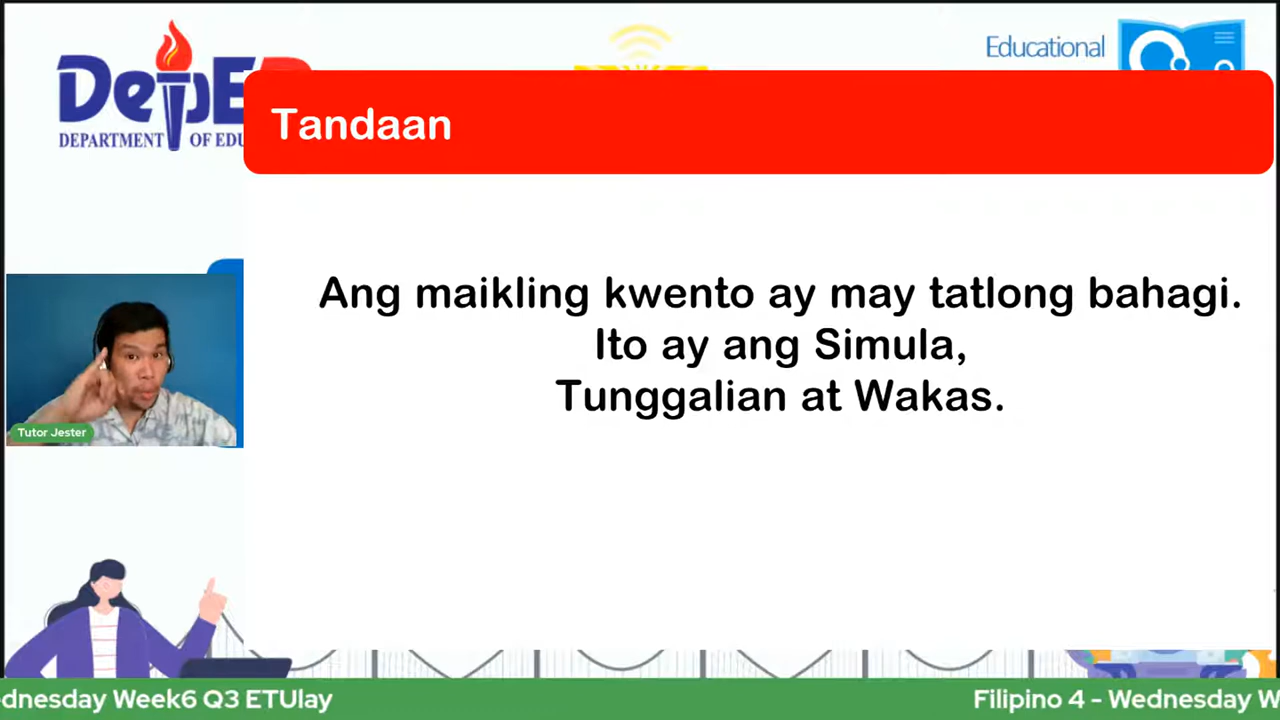 DepE
DEPARTMENT OF EDU
Educational
Tandaan
Ang maikling kwento ay may tatlong bahagi.
Ito ay ang Simula,
Tunggalian at Wakas.
Tutor Jester
dnesday Week6 Q3 ETUlay
Filipino 4 - Wednesday W